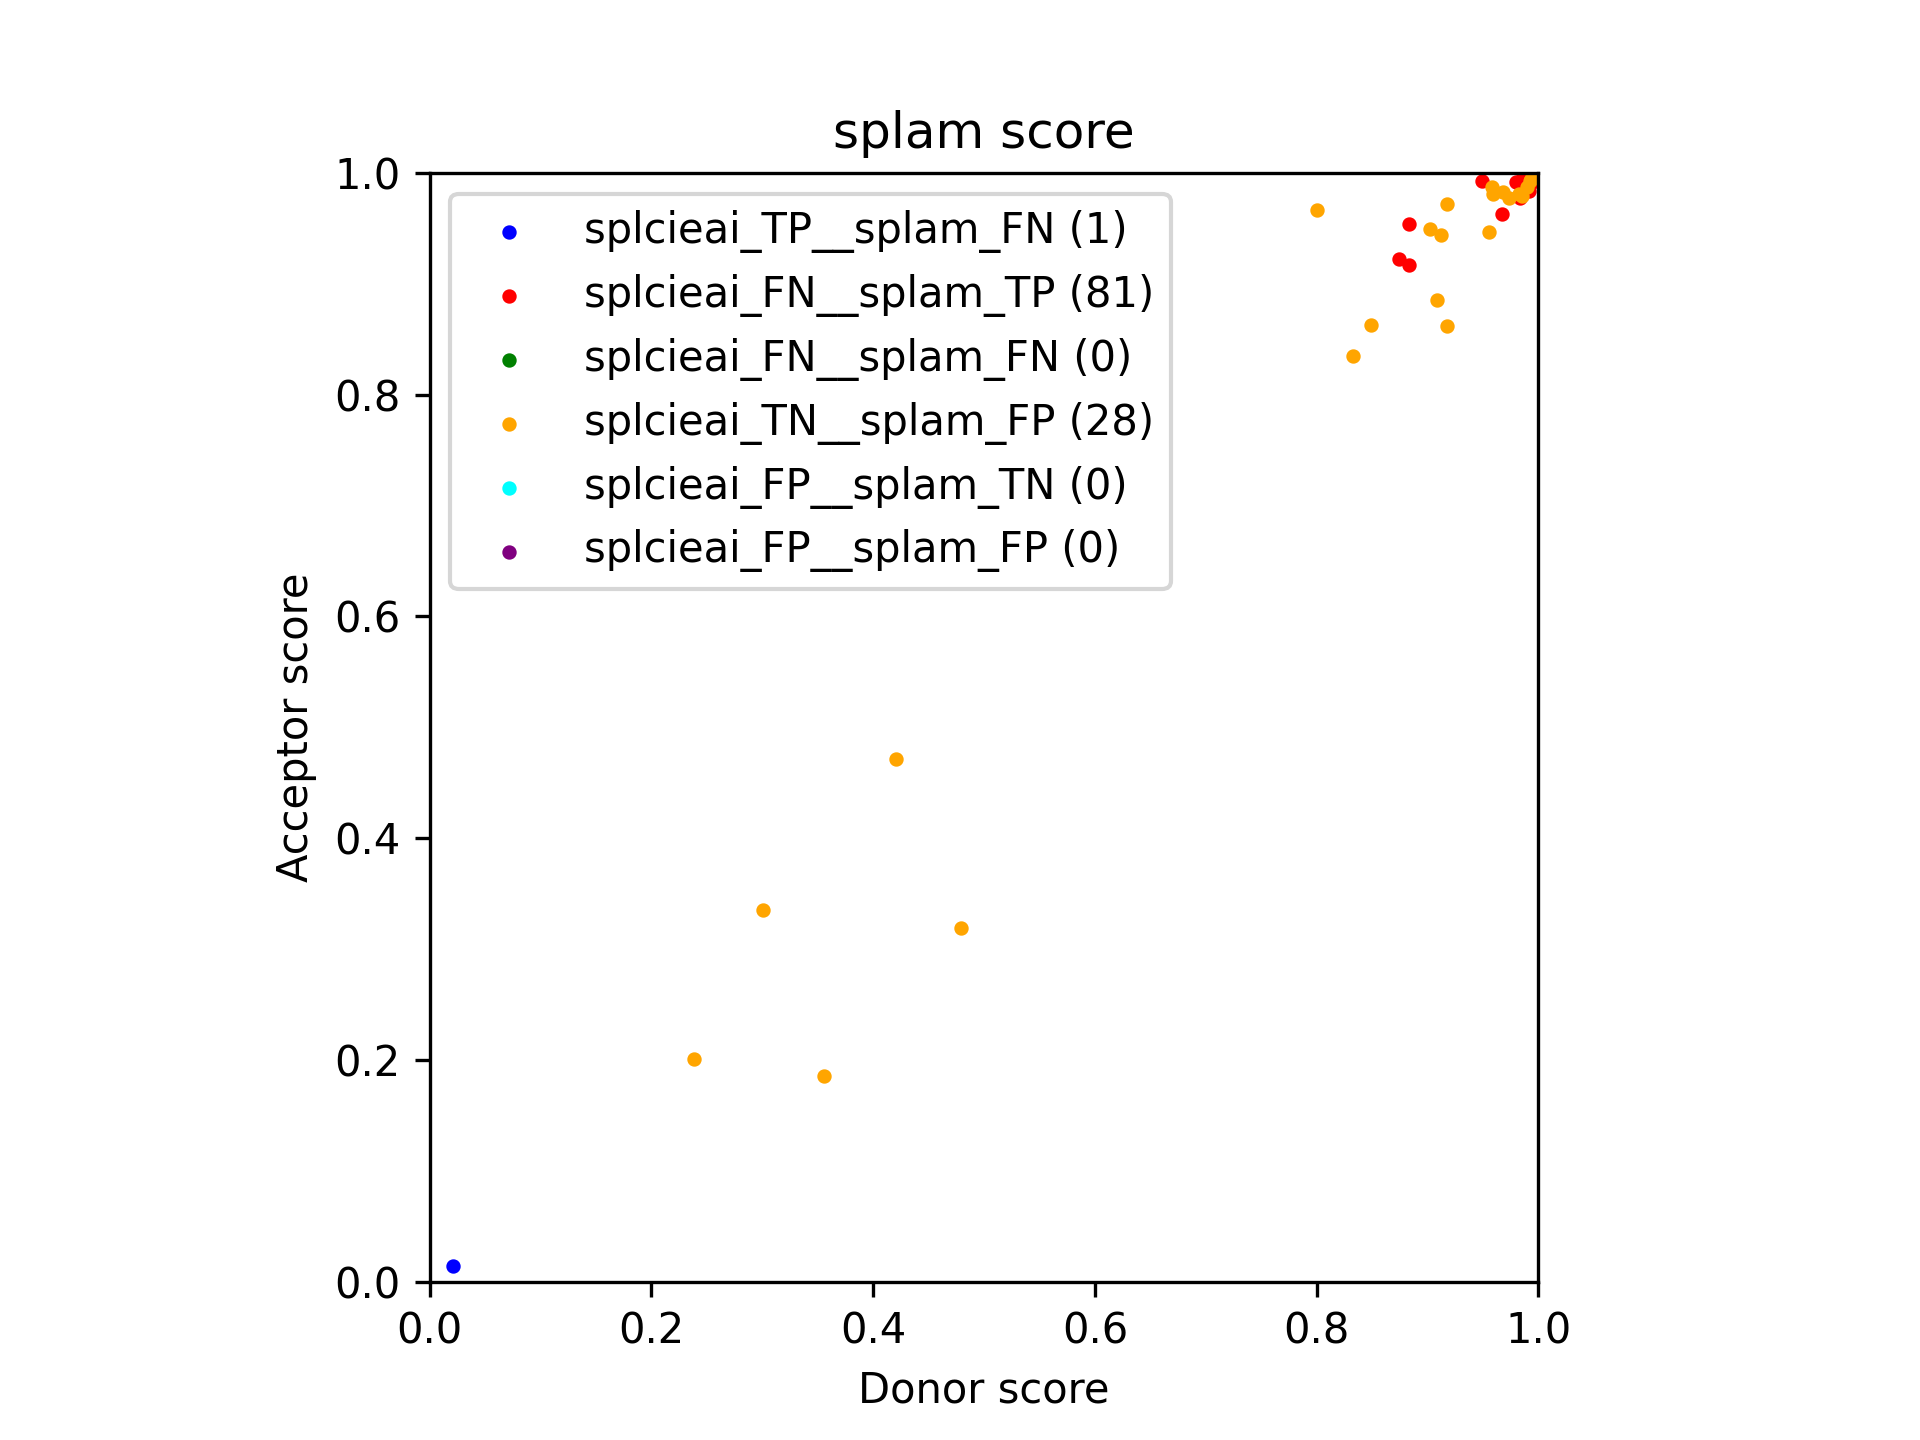 splam score
1.0
0.8
0.6
0.4
0.2
0.0
Acceptor score
splcieai_TP__splam_FN (1)
splcieai_FN__splam_TP (81)
splcieai_FN__splam_FN (0)
splcieai_TN__splam_FP (28)
splcieai_FP__splam_TN (0)
splcieai_FP__splam_FP (0)
0.0 0.2 0.4 0.6 0.8 1.0
Donor score